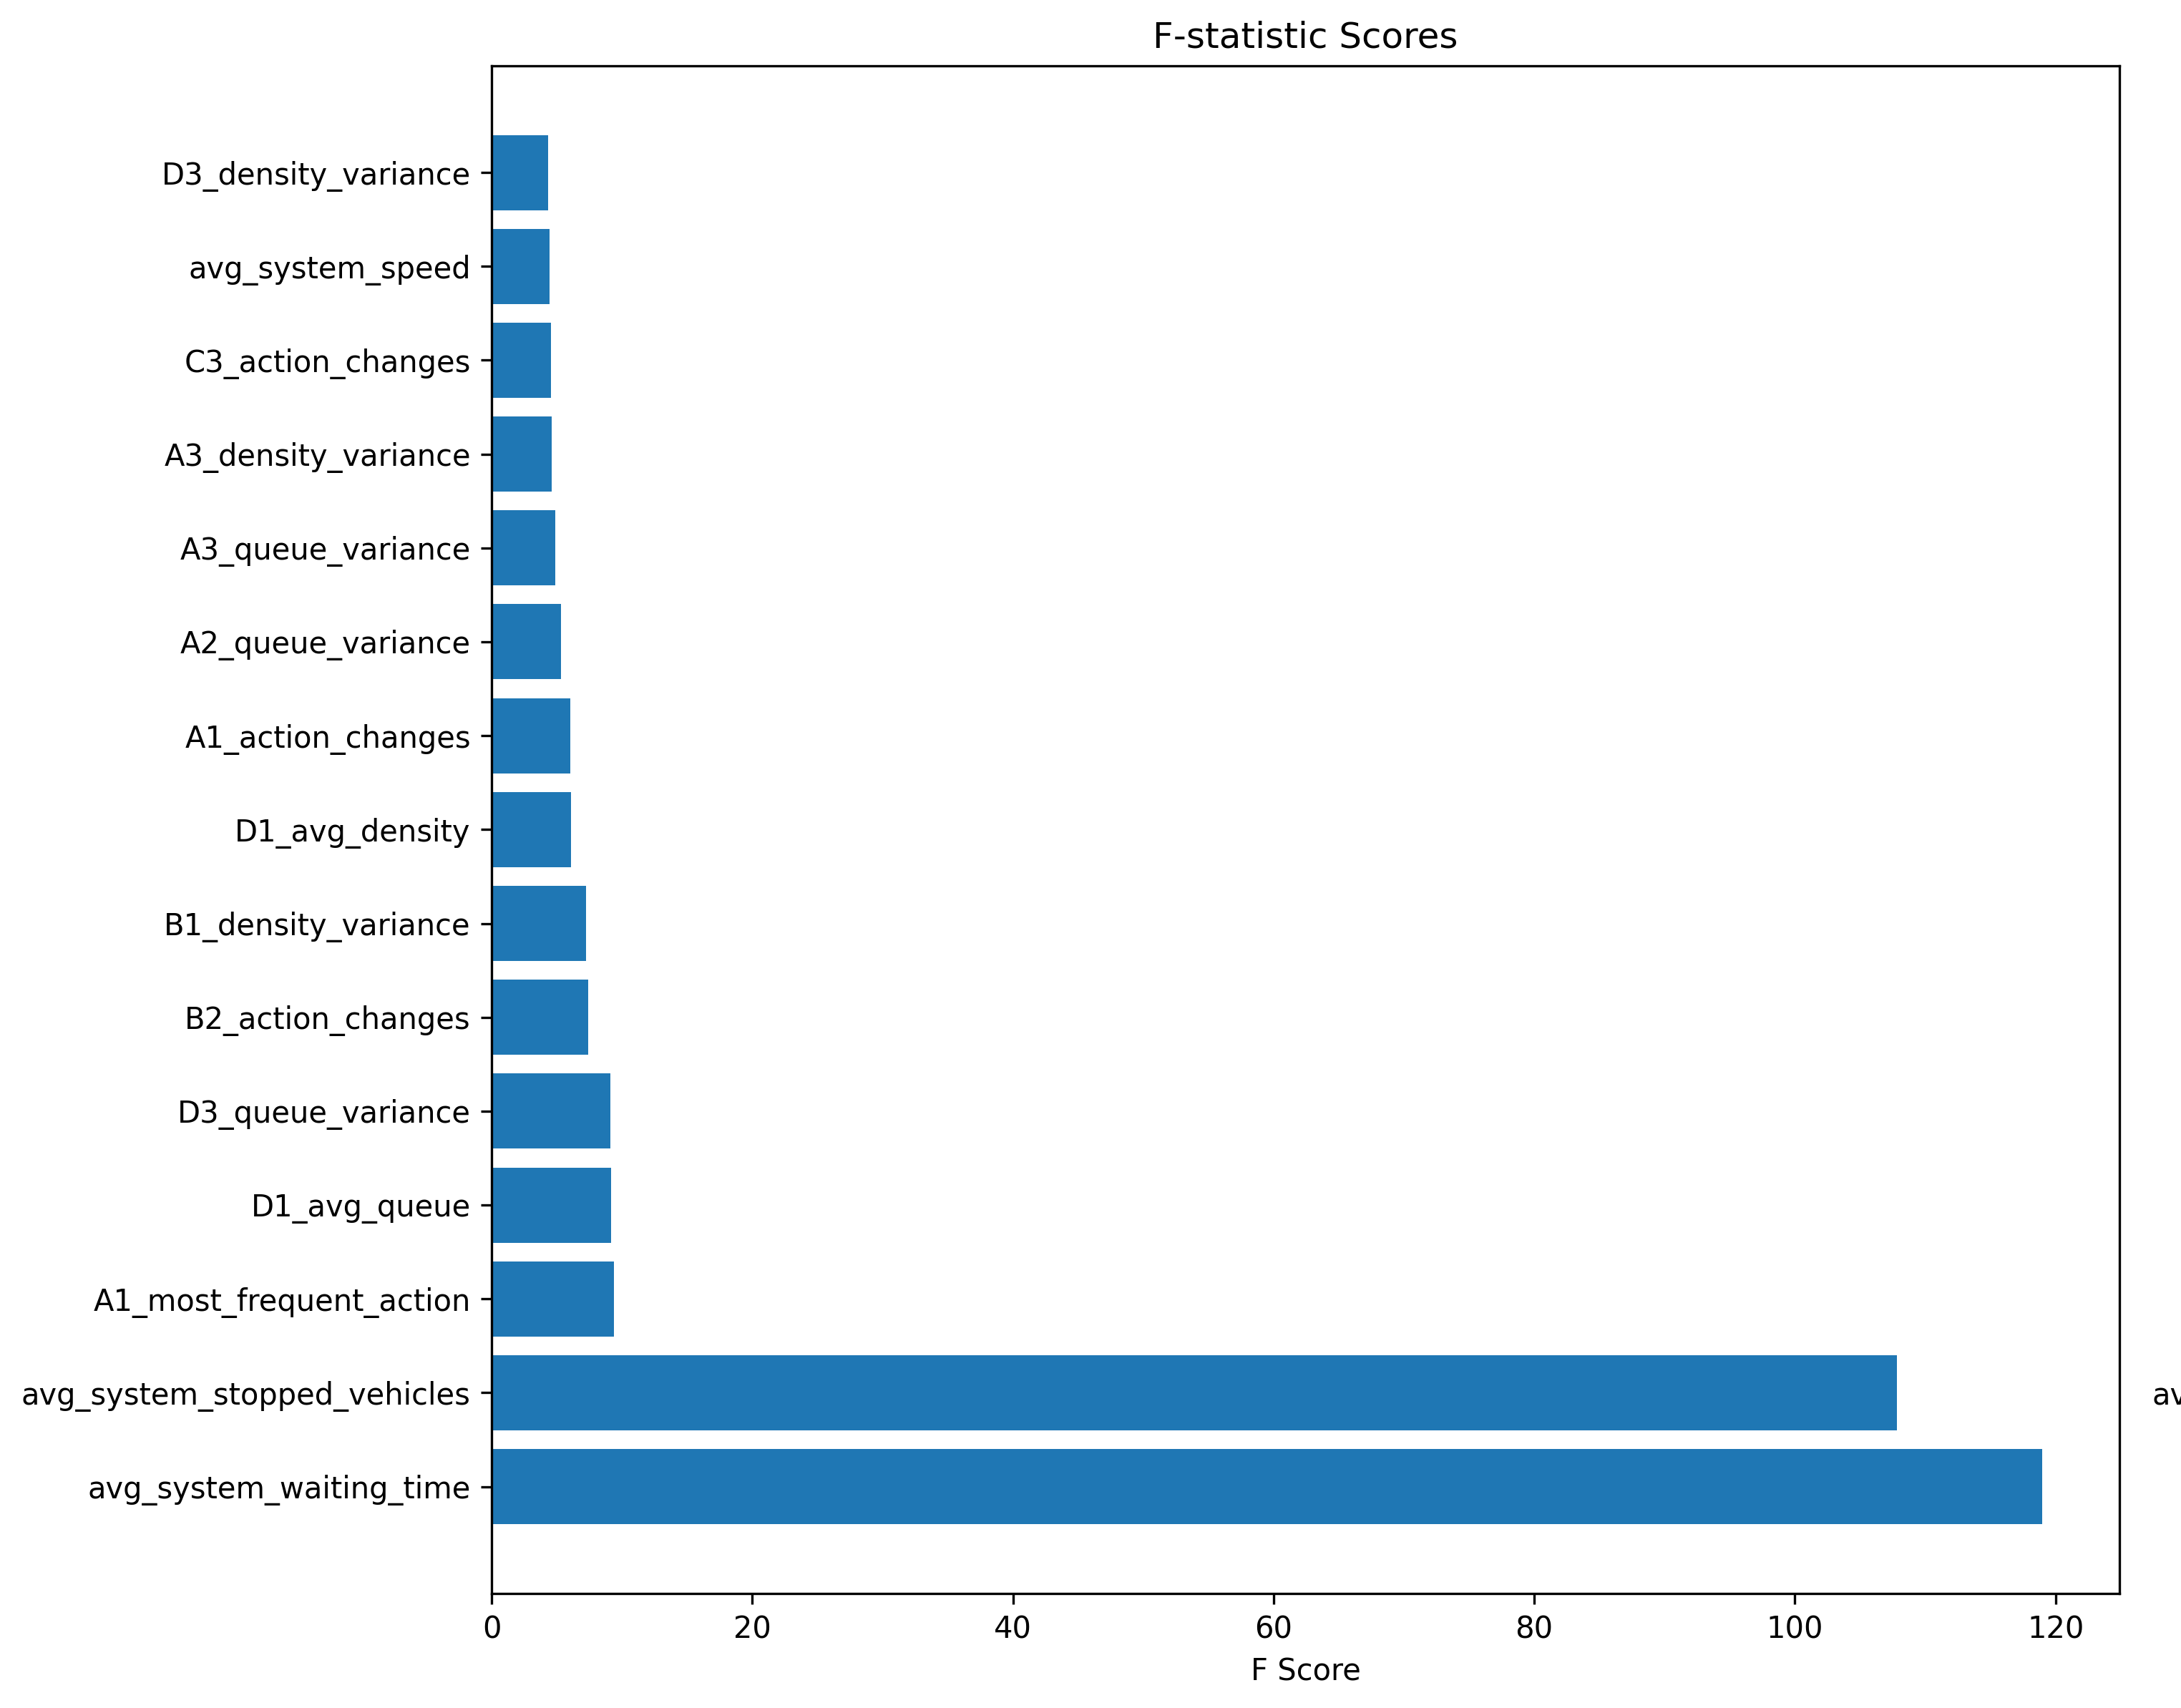 F-statistic Scores
D3_density_variance
avg_system_speed
C3_action_changes
A3_density_variance
A3_queue_variance
A2_queue_variance
A1_action_changes
D1_avg_density
B1_density_variance
B2_action_changes
D3_queue_variance
D1_avg_queue
A1_most_frequent_action
avg_system_stopped_vehicles
avg_system_waiting_time
0 20 40 60 80 100 120
F Score